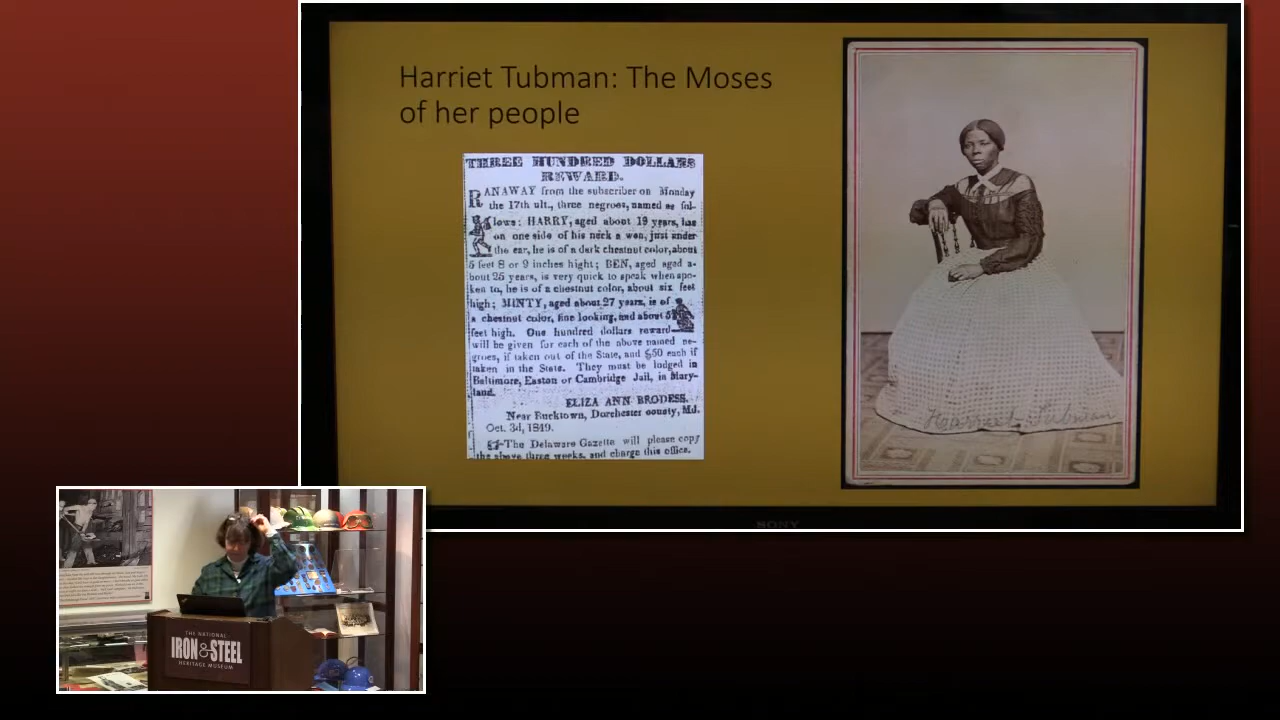 Harriet Tubman: The Moses
of her people
THREE HUNDRED DOLLARS
REWARD.
RANAWAY from the subscriber on Monday
the 17th ult., three negroes, named as fol-
lows: HARRY, aged about 19 years, has
on one side of his neck a wen, just under
the ear, he is of a dark chestnut color, about
5 feet 8 or 9 inches hight; BEN, aged aged a-
bout 25 years, is very quick to speak when spo-
ken to, he is of a chestnut color, about six feet
high; MINTY, aged about 27 years, is of
a chestnut color, fine looking, and about 5
feet high. One hundred dollars reward
will be given for each of the above named ne-
groes, if taken out of the State, and $50 each if
taken in the State. They must be lodged in
Baltimore, Easton or Cambridge Jail, in Mary-
land.
ELIZA ANN BRODESS,
Near Bucktown, Dorchester county, Md.
Oct. 3d, 1849.
The Delaware Gazette will please copy
the above three weeks, and charge this office.
Harriet Tubman
SONY
THE NATIONAL
IRON & STEEL
HERITAGE MUSEUM